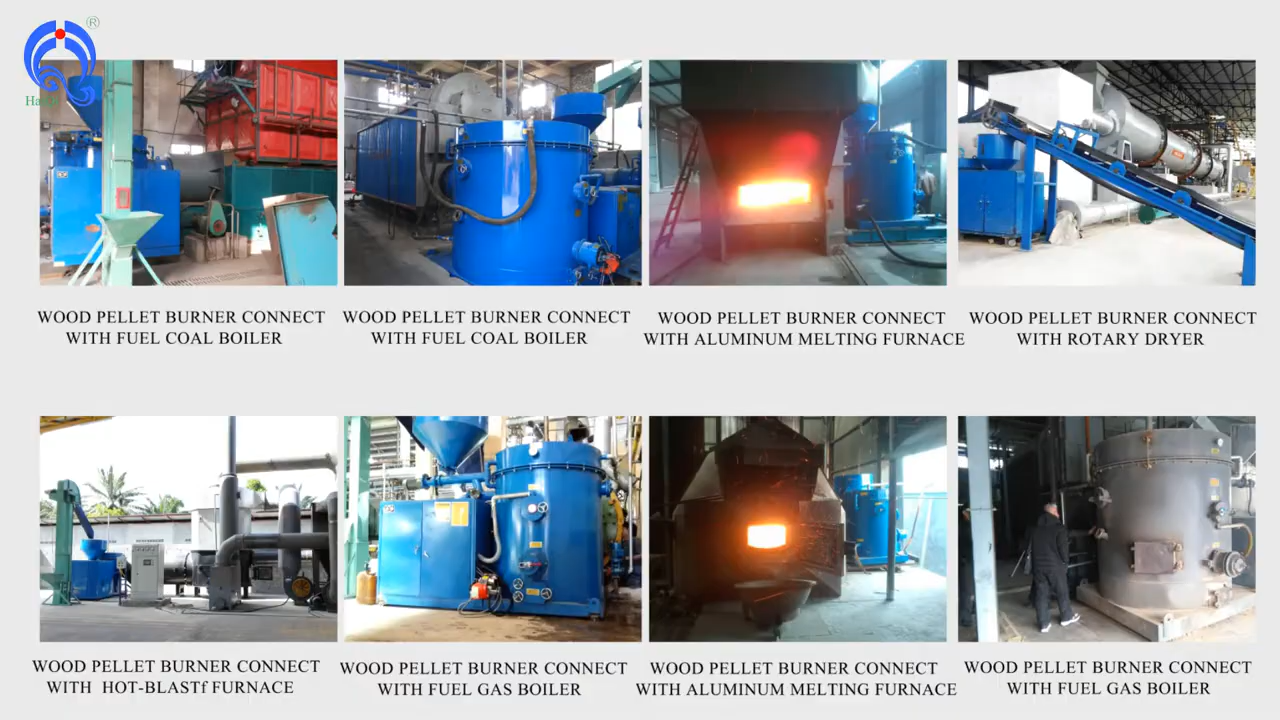 ®
WOOD PELLET BURNER CONNECT
WITH FUEL COAL BOILER
WOOD PELLET BURNER CONNECT
WITH FUEL COAL BOILER
WOOD PELLET BURNER CONNECT
WITH ALUMINUM MELTING FURNACE
WOOD PELLET BURNER CONNECT
WITH ROTARY DRYER
WOOD PELLET BURNER CONNECT
WITH HOT-BLASTf FURNACE
WOOD PELLET BURNER CONNECT
WITH FUEL GAS BOILER
WOOD PELLET BURNER CONNECT
WITH ALUMINUM MELTING FURNACE
WOOD PELLET BURNER CONNECT
WITH FUEL GAS BOILER